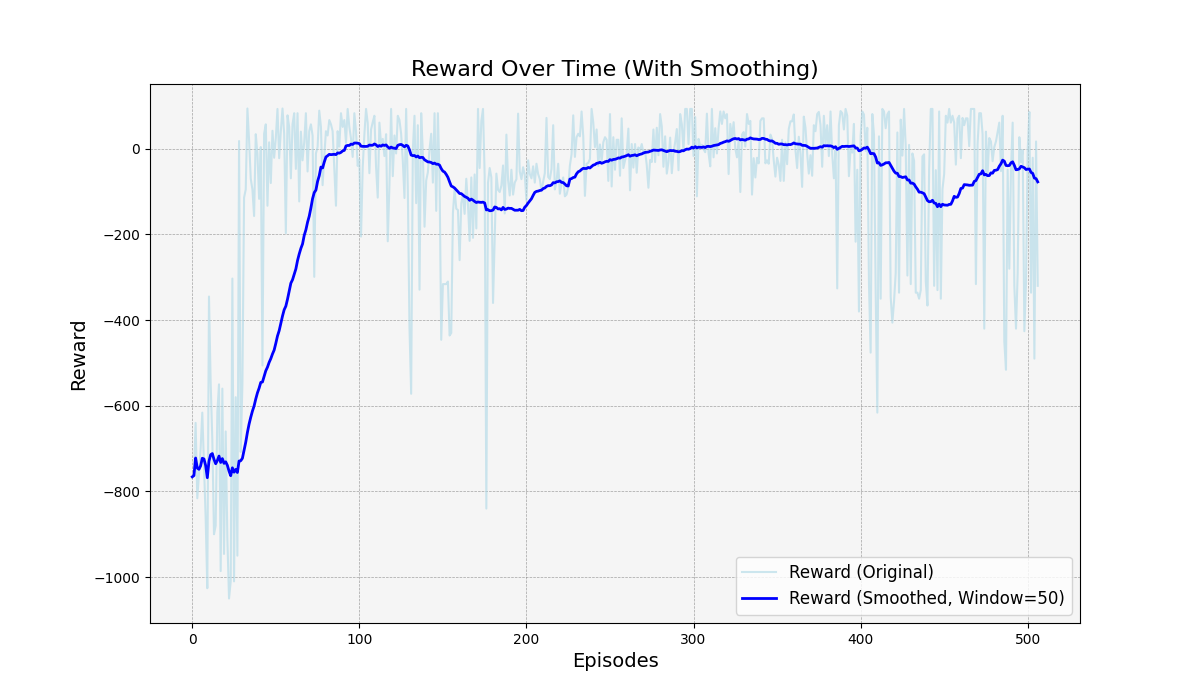 Reward Over Time (With Smoothing)
Reward
0
−200
−400
−600
−800
−1000
Reward (Original)
Reward (Smoothed, Window=50)
0 100 200 300 400 500
Episodes